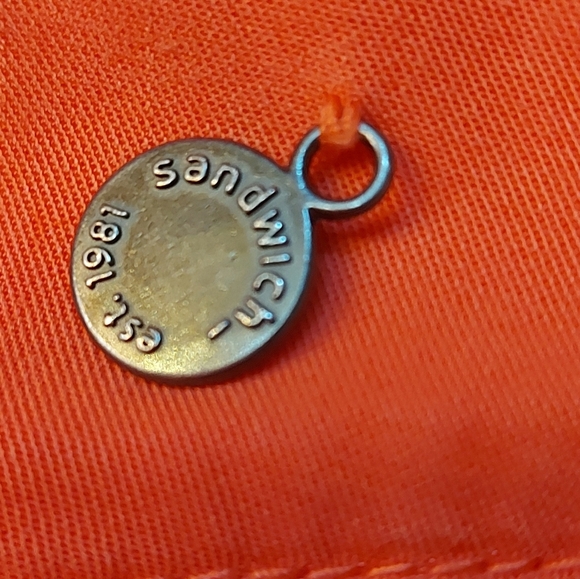 sandwich -
est. 1981